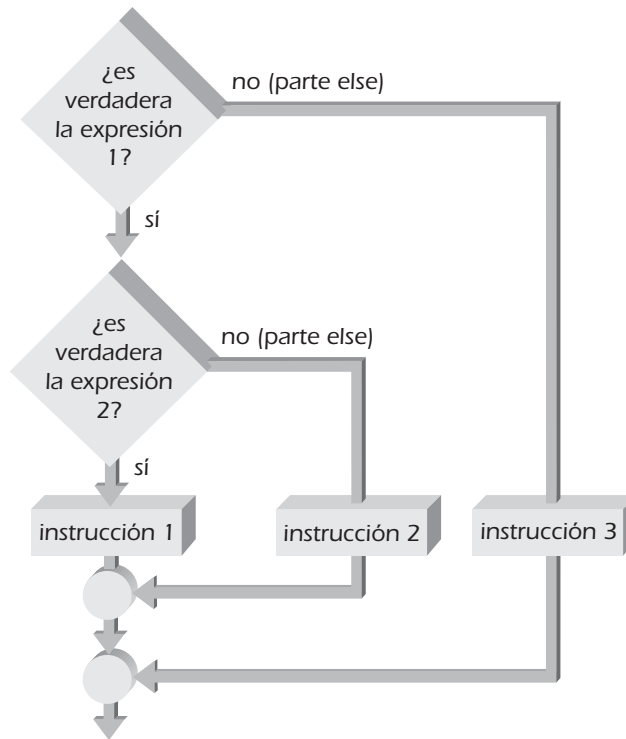 ¿es
verdadera
la expresión
1?
no (parte else)
sí
¿es
verdadera
la expresión
2?
no (parte else)
sí
instrucción 1
instrucción 2
instrucción 3